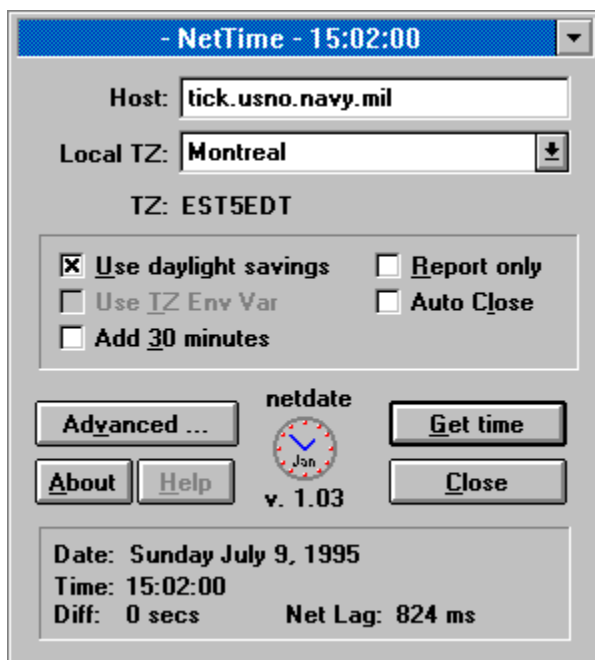 - NetTime - 15:02:00
Host: tick.usno.navy.mil
Local TZ: Montreal
TZ: EST5EDT
Use daylight savings
Report only
Use TZ Env Var
Auto Close
Add 30 minutes
netdate
Advanced ...
Get time
Jan
About
Help
Close
v. 1.03
Date: Sunday July 9, 1995
Time: 15:02:00
Diff: 0 secs Net Lag: 824 ms